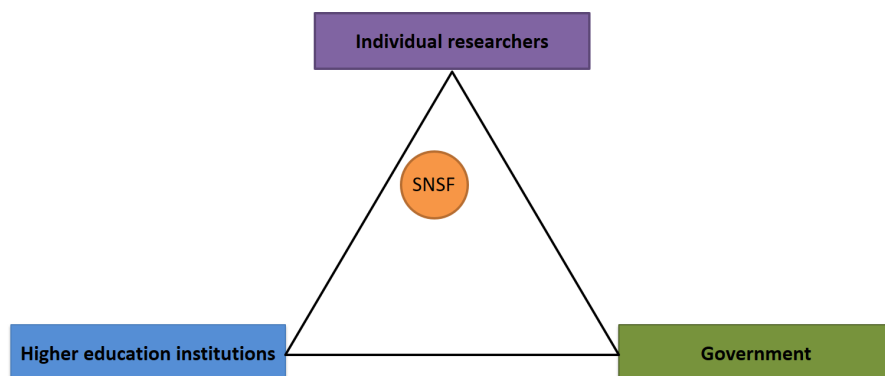 Individual researchers
SNSF
Higher education institutions
Government